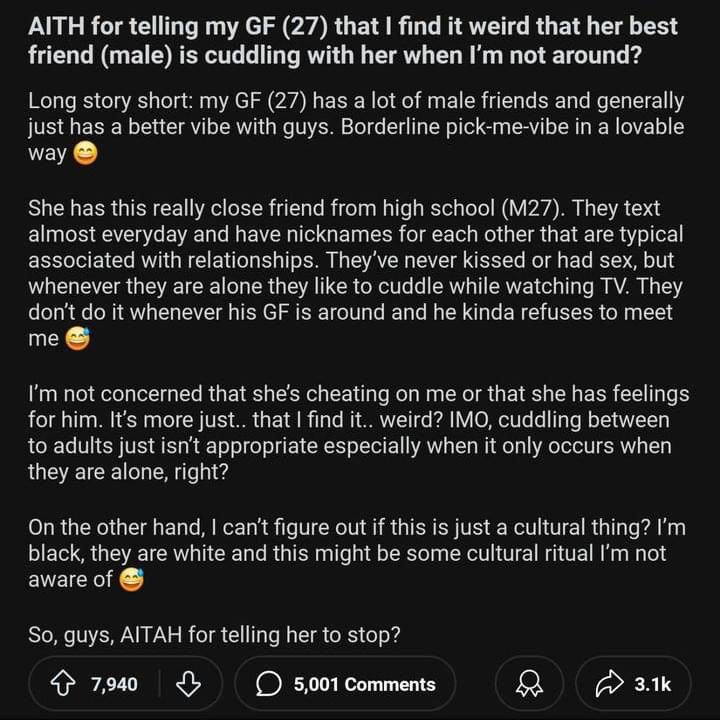 AITH for telling my GF (27) that I find it weird that her best
friend (male) is cuddling with her when I'm not around?
Long story short: my GF (27) has a lot of male friends and generally
just has a better vibe with guys. Borderline pick-me-vibe in a lovable
way 😄
She has this really close friend from high school (M27). They text
almost everyday and have nicknames for each other that are typical
associated with relationships. They've never kissed or had sex, but
whenever they are alone they like to cuddle while watching TV. They
don't do it whenever his GF is around and he kinda refuses to meet
me 😅
I'm not concerned that she's cheating on me or that she has feelings
for him. It's more just.. that I find it.. weird? IMO, cuddling between
to adults just isn't appropriate especially when it only occurs when
they are alone, right?
On the other hand, I can't figure out if this is just a cultural thing? I'm
black, they are white and this might be some cultural ritual I'm not
aware of 😅
So, guys, AITAH for telling her to stop?
7,940 5,001 Comments 3.1k